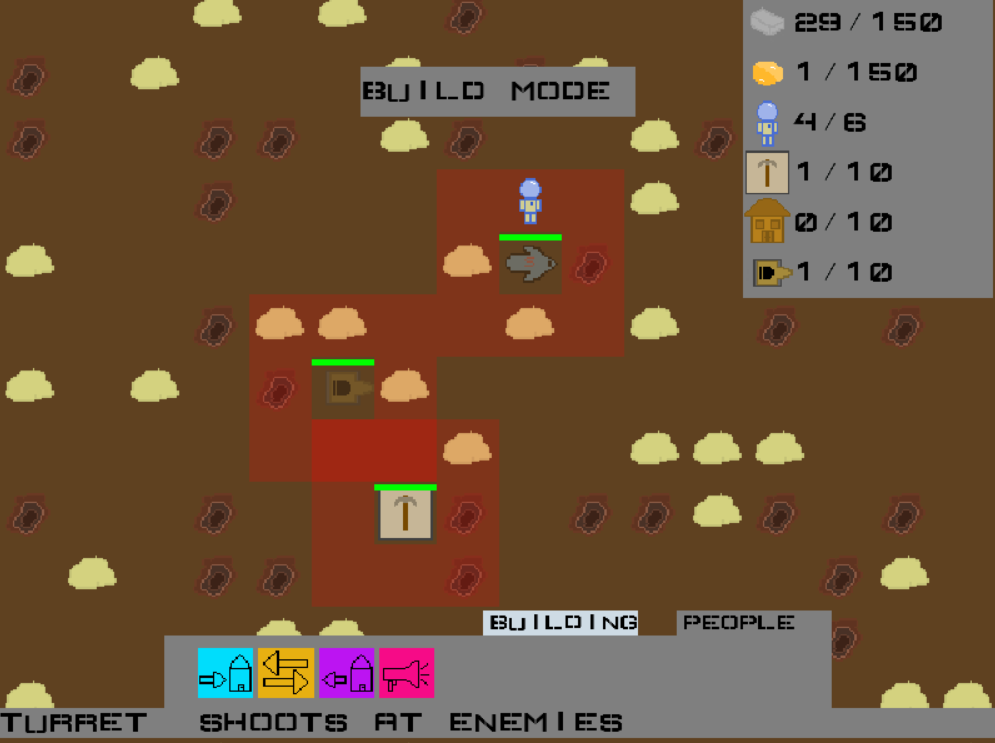 29 / 150
1 / 150
BUILD MODE
4 / 6
1 / 10
0 / 10
1 / 10
BUILDING PEOPLE
TURRET SHOOTS AT ENEMIES